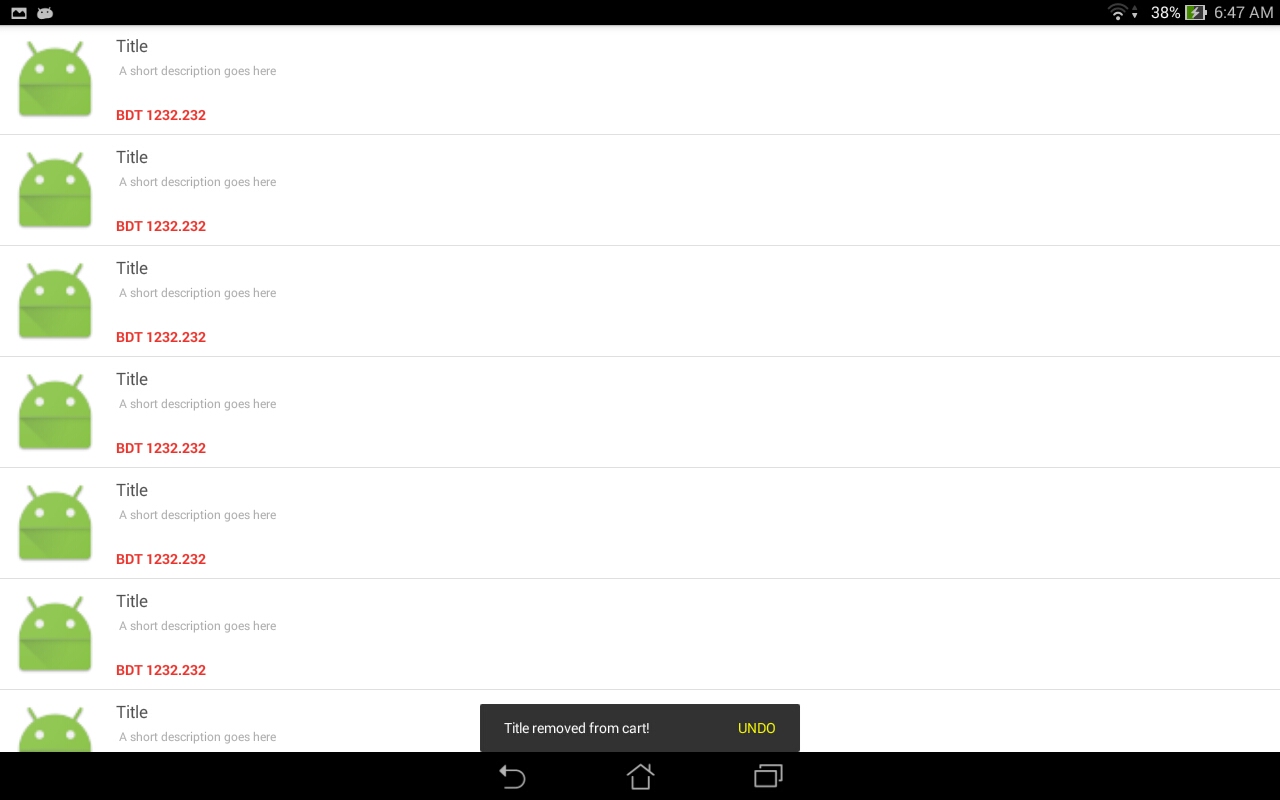 38% 6:47 AM
Title
A short description goes here
BDT 1232.232
Title
A short description goes here
BDT 1232.232
Title
A short description goes here
BDT 1232.232
Title
A short description goes here
BDT 1232.232
Title
A short description goes here
BDT 1232.232
Title
A short description goes here
BDT 1232.232
Title
A short description goes here
Title removed from cart! UNDO